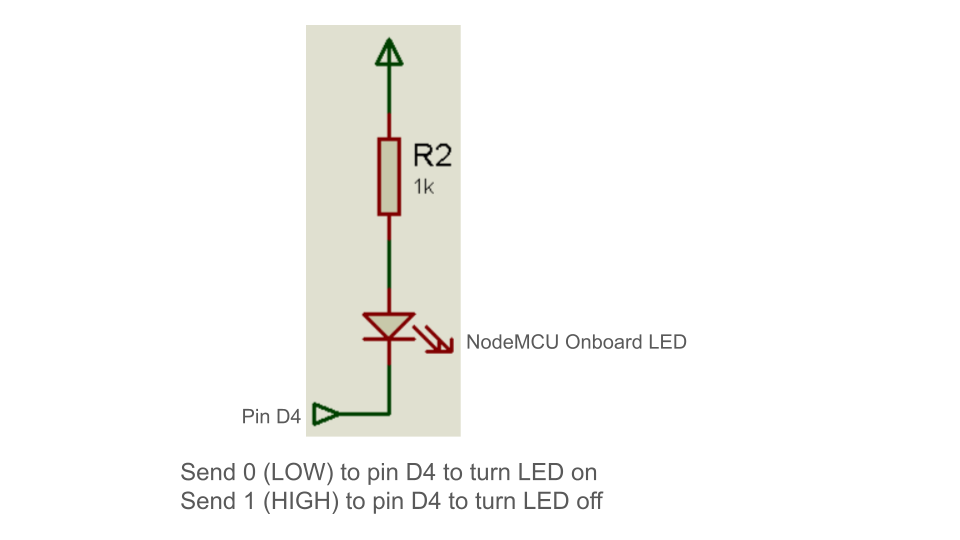 R2
1k
NodeMCU Onboard LED
Pin D4
Send 0 (LOW) to pin D4 to turn LED on
Send 1 (HIGH) to pin D4 to turn LED off